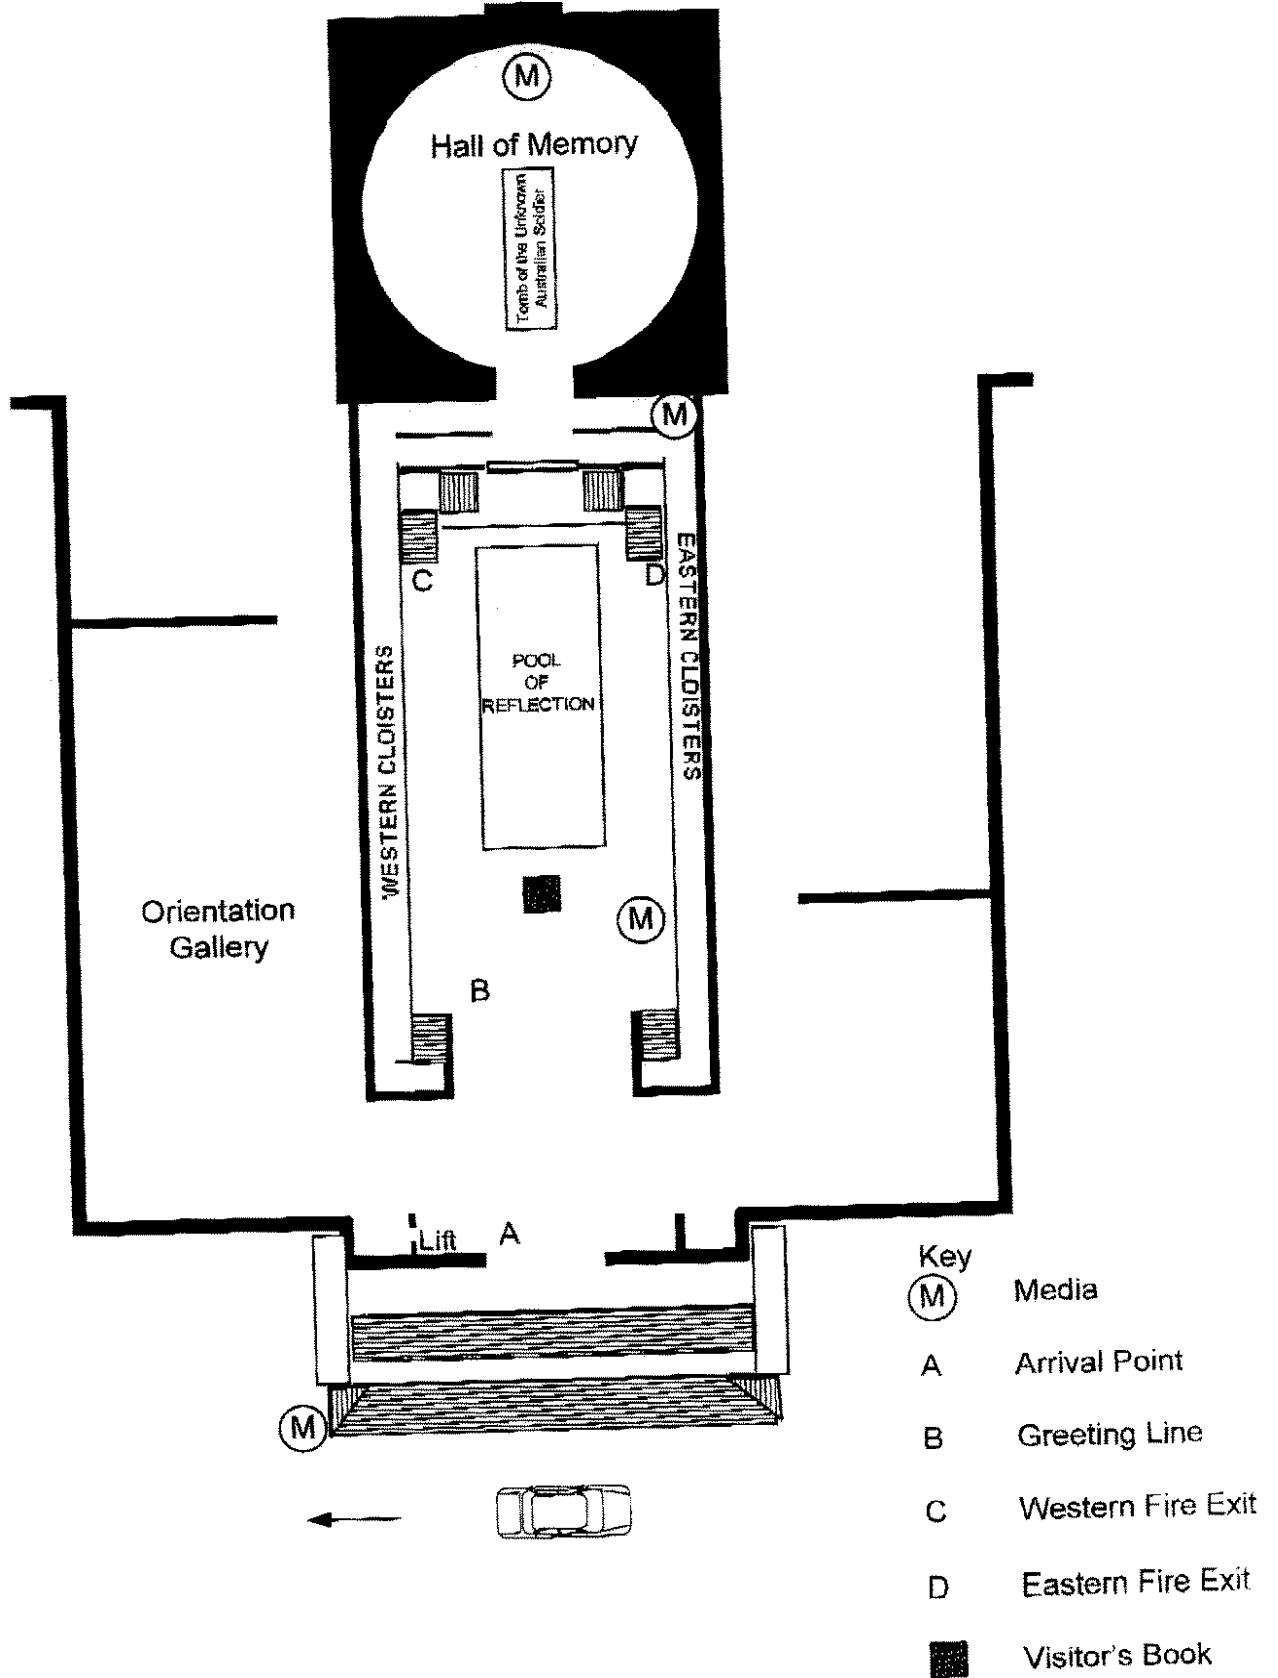 M
Hall of Memory
Tomb of the Unknown
Australian Soldier
M
C
D
EASTERN CLOISTERS
WESTERN CLOISTERS
POOL
OF
REFLECTION
Orientation
Gallery
M
B
Lift
A
M
Key
M Media
A Arrival Point
B Greeting Line
C Western Fire Exit
D Eastern Fire Exit
Visitor's Book